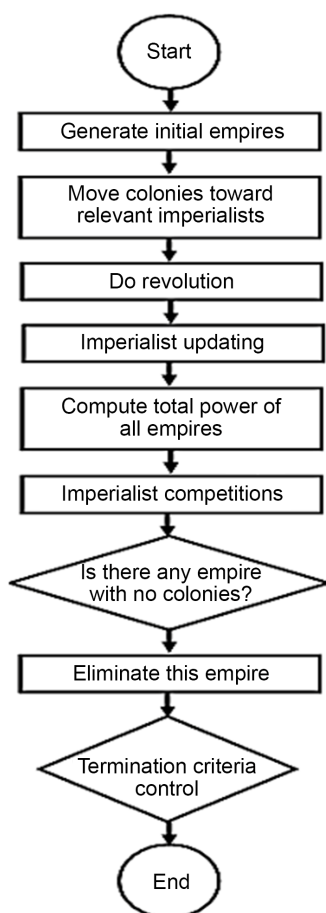 Start
Generate initial empires
Move colonies toward
relevant imperialists
Do revolution
Imperialist updating
Compute total power of
all empires
Imperialist competitions
Is there any empire
with no colonies?
Eliminate this empire
Termination criteria
control
End